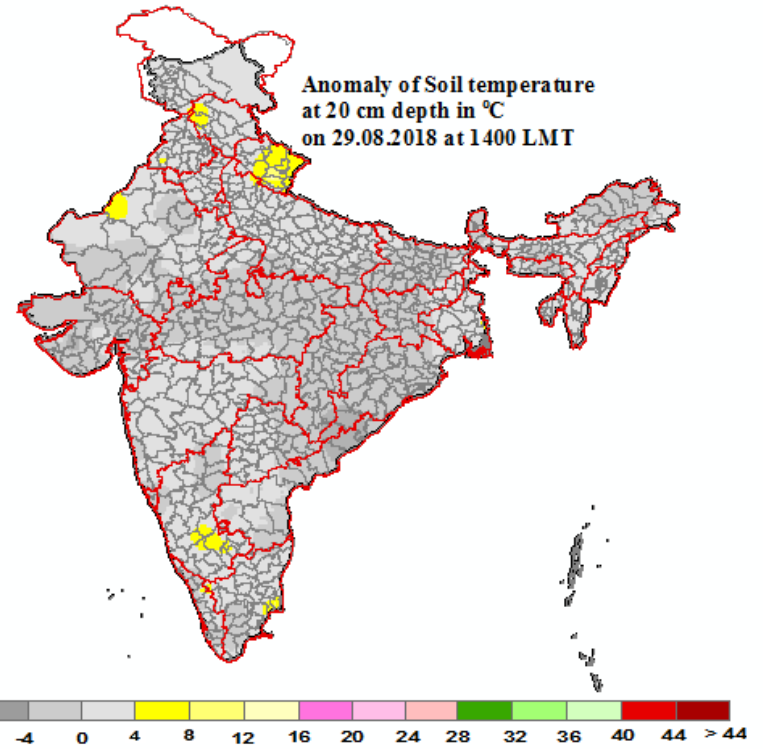 Anomaly of Soil temperature
at 20 cm depth in °C
on 29.08.2018 at 1400 LMT
-4 0 4 8 12 16 20 24 28 32 36 40 44 > 44